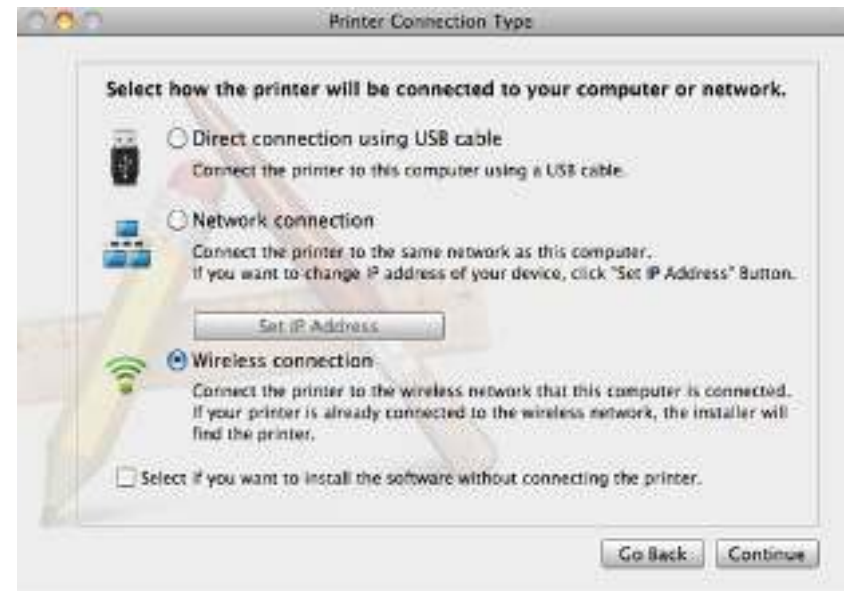 Printer Connection Type
Select how the printer will be connected to your computer or network.
Direct connection using USB cable
Connect the printer to this computer using a USB cable.
Network connection
Connect the printer to the same network as this computer.
If you want to change IP address of your device, click "Set IP Address" Button.
Set IP Address
Wireless connection
Connect the printer to the wireless network that this computer is connected.
If your printer is already connected to the wireless network, the installer will
find the printer.
Select if you want to install the software without connecting the printer.
Go Back Continue